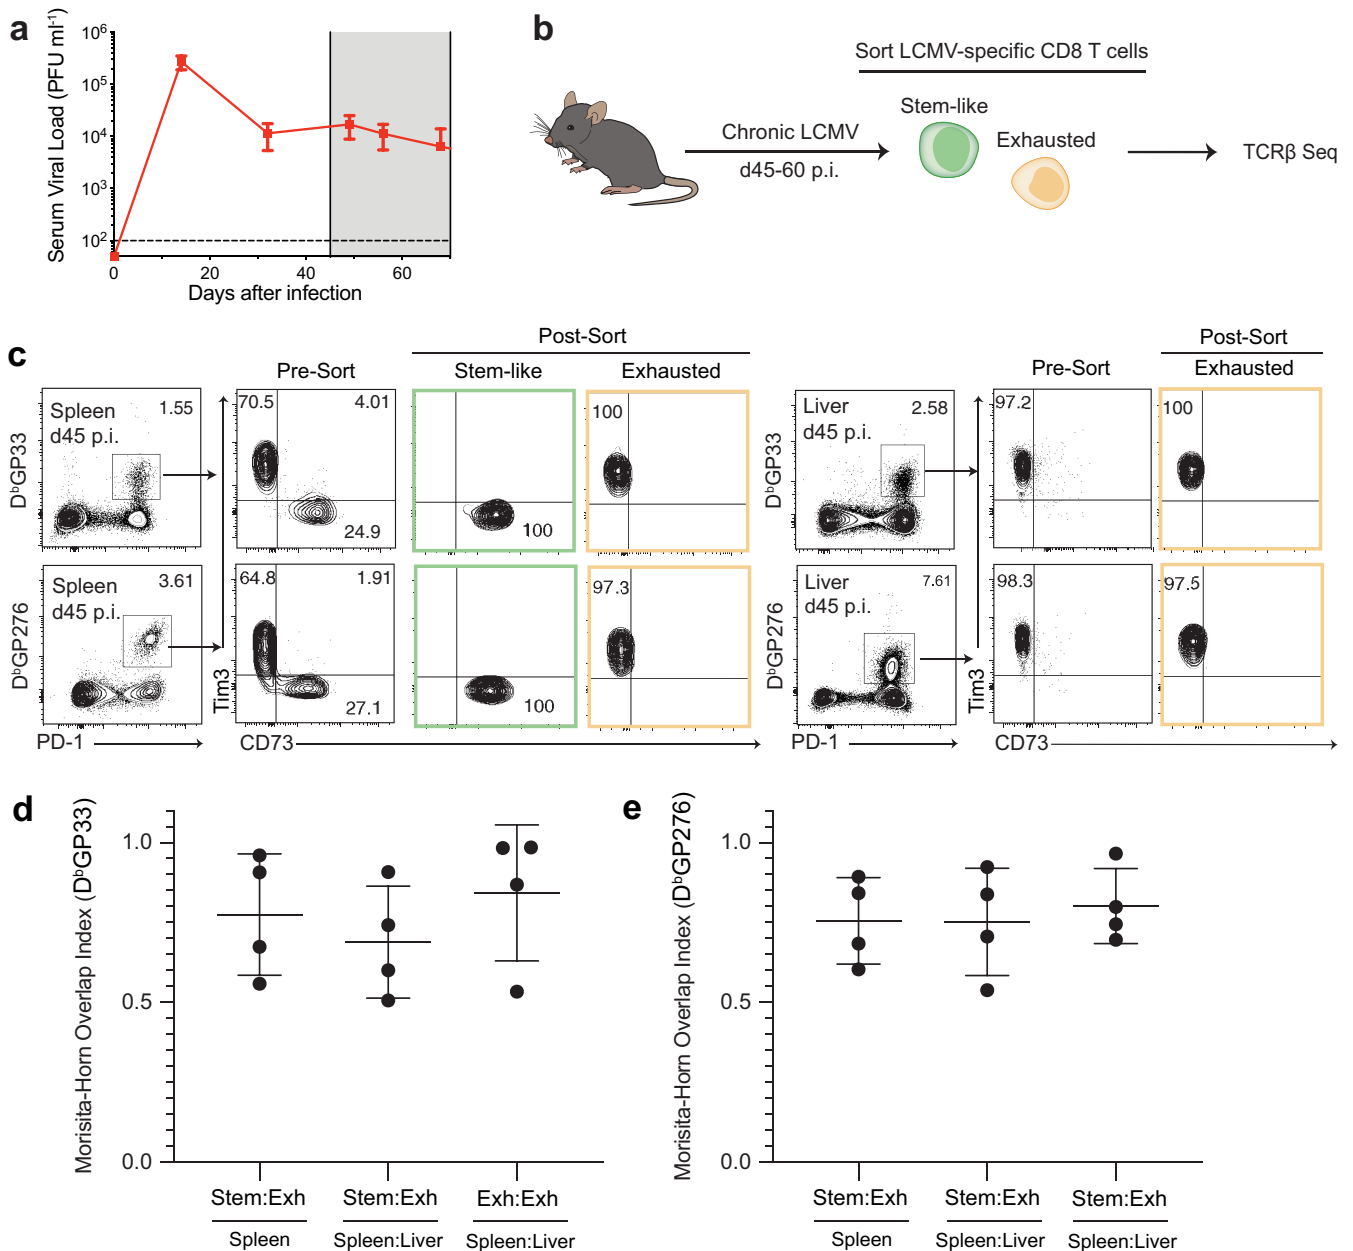 a
Serum Viral Load (PFU ml⁻¹)
10⁶
10⁵
10⁴
10³
10²
0
20
40
60
Days after infection
b
Sort LCMV-specific CD8 T cells
Stem-like
Exhausted
Chronic LCMV
d45-60 p.i.
TCRβ Seq
c
Post-Sort
Pre-Sort
Stem-like
Exhausted
Post-Sort
Pre-Sort
Exhausted
DᵇGP33
Spleen
d45 p.i.
1.55
70.5
4.01
24.9
100
100
DᵇGP33
Liver
d45 p.i.
2.58
97.2
100
DᵇGP276
Spleen
d45 p.i.
3.61
64.8
1.91
27.1
100
97.3
DᵇGP276
Liver
d45 p.i.
7.61
98.3
97.5
Tim3
Tim3
PD-1
CD73
PD-1
CD73
d
Morisita-Horn Overlap Index (DᵇGP33)
1.0
0.5
0.0
Stem:Exh
Spleen
Stem:Exh
Spleen:Liver
Exh:Exh
Spleen:Liver
e
Morisita-Horn Overlap Index (DᵇGP276)
1.0
0.5
0.0
Stem:Exh
Spleen
Stem:Exh
Spleen:Liver
Stem:Exh
Spleen:Liver